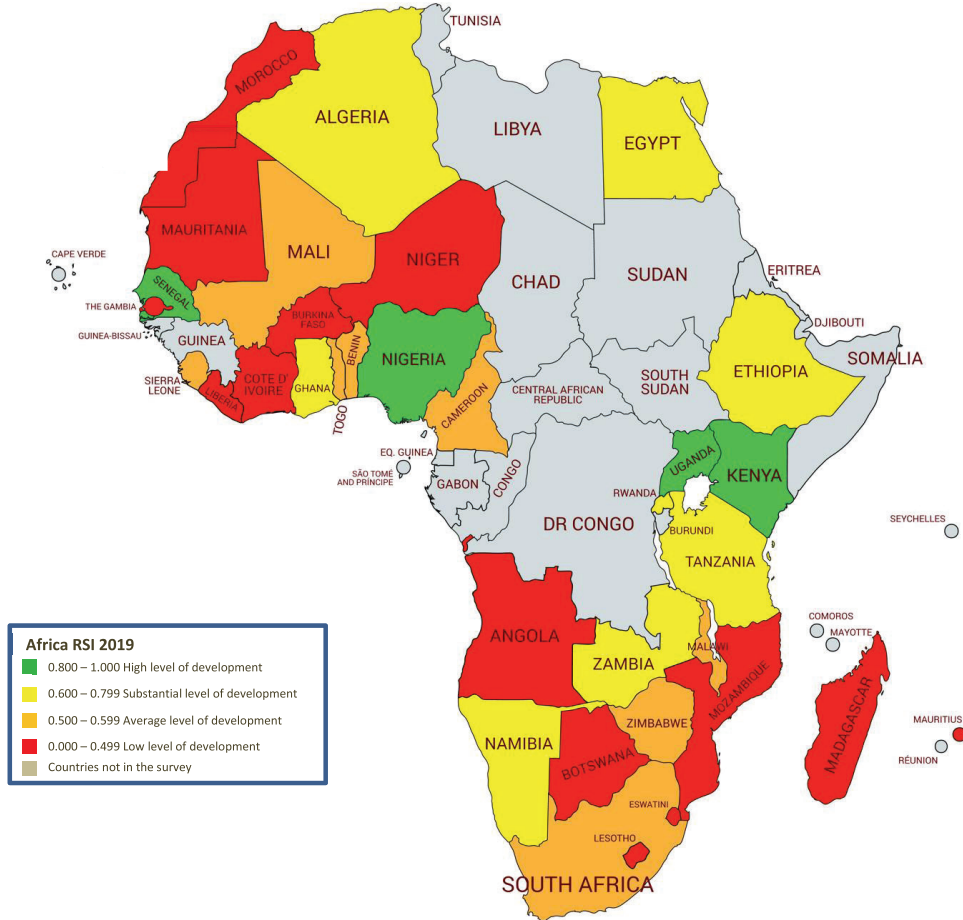 TUNISIA
MOROCCO
ALGERIA
LIBYA
EGYPT
MAURITANIA
MALI
NIGER
CHAD
SUDAN
ERITREA
CAPE VERDE
SENEGAL
THE GAMBIA
GUINEA-BISSAU
GUINEA
BURKINA
FASO
BENIN
NIGERIA
DJIBOUTI
SOMALIA
SIERRA
LEONE
LIBERIA
COTE D'
IVOIRE
GHANA
TOGO
CAMEROON
CENTRAL AFRICAN
REPUBLIC
SOUTH
SUDAN
ETHIOPIA
EQ. GUINEA
SÃO TOMÉ
AND PRÍNCIPE
GABON
CONGO
UGANDA
KENYA
RWANDA
DR CONGO
BURUNDI
SEYCHELLES
TANZANIA
COMOROS
MAYOTTE
ANGOLA
ZAMBIA
MALAWI
MOZAMBIQUE
MADAGASCAR
MAURITIUS
RÉUNION
NAMIBIA
ZIMBABWE
BOTSWANA
ESWATINI
LESOTHO
SOUTH AFRICA
Africa RSI 2019
0.800 – 1.000 High level of development
0.600 – 0.799 Substantial level of development
0.500 – 0.599 Average level of development
0.000 – 0.499 Low level of development
Countries not in the survey